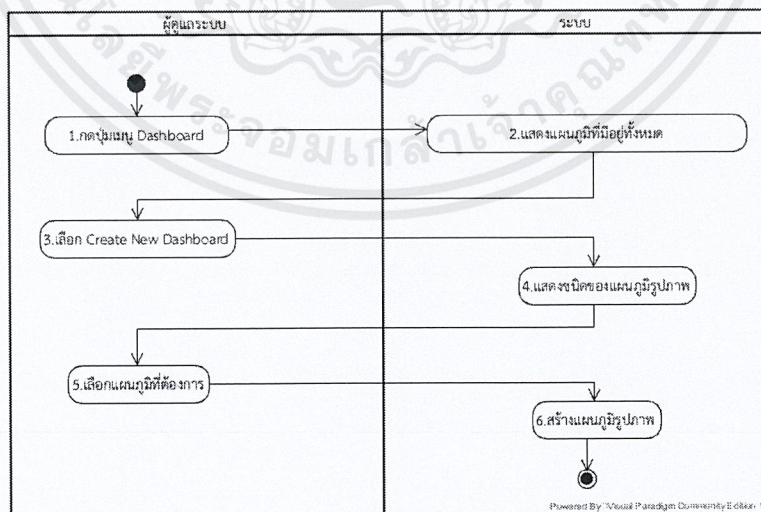 ผู้ดูแลระบบ
ระบบ
1.กดปุ่มเมนู Dashboard
2.แสดงแผนภูมิที่มีอยู่ทั้งหมด
3.เลือก Create New Dashboard
4.แสดงชนิดของแผนภูมิรูปภาพ
5.เลือกแผนภูมิที่ต้องการ
6.สร้างแผนภูมิรูปภาพ
Powered By Visual Paradigm Community Edition